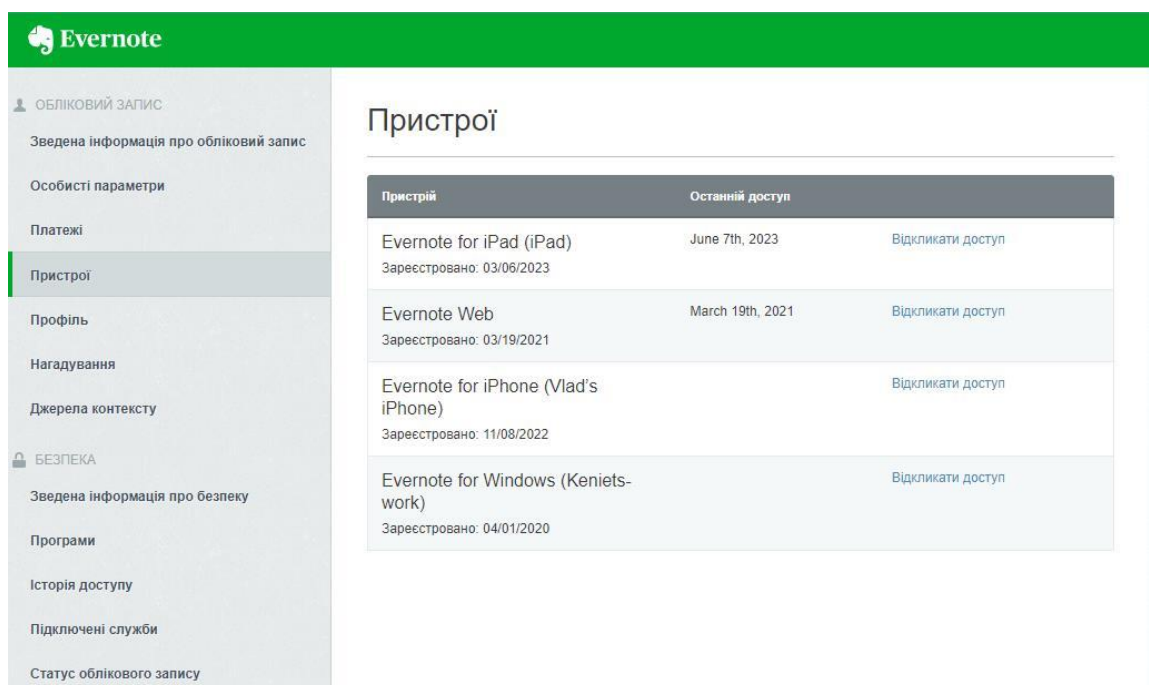 Evernote
ОБЛІКОВИЙ ЗАПИС
Зведена інформація про обліковий запис
Особисті параметри
Платежі
Пристрої
Профіль
Нагадування
Джерела контексту
БЕЗПЕКА
Зведена інформація про безпеку
Програми
Історія доступу
Підключені служби
Статус облікового запису
Пристрої
Пристрій Останній доступ
Evernote for iPad (iPad) June 7th, 2023 Відкликати доступ
Зареєстровано: 03/06/2023
Evernote Web March 19th, 2021 Відкликати доступ
Зареєстровано: 03/19/2021
Evernote for iPhone (Vlad’s Відкликати доступ
iPhone)
Зареєстровано: 11/08/2022
Evernote for Windows (Keniets- Відкликати доступ
work)
Зареєстровано: 04/01/2020